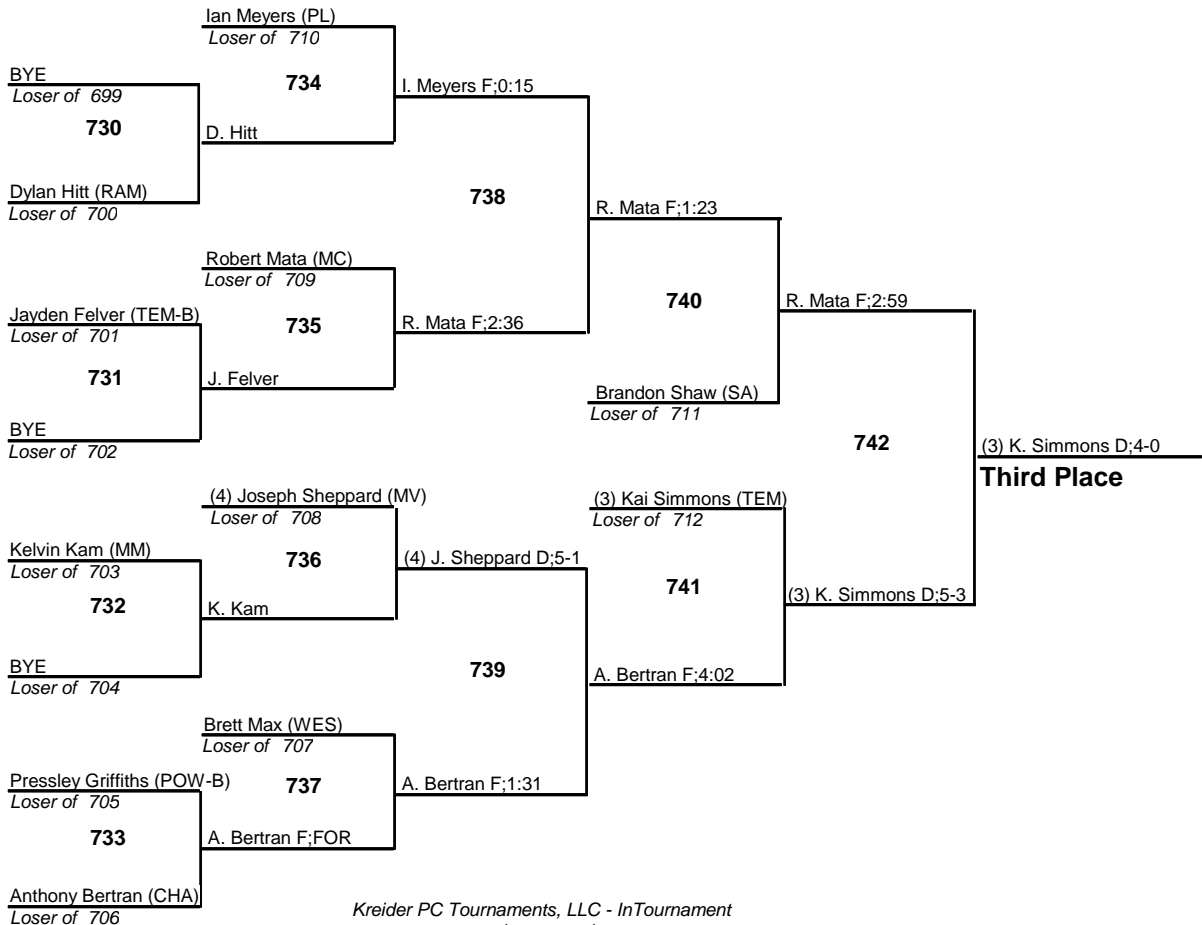 Ian Meyers (PL)
Loser of 710
BYE
Loser of 699
734
I. Meyers F;0:15
730
D. Hitt
Dylan Hitt (RAM)
Loser of 700
738
R. Mata F;1:23
Robert Mata (MC)
Loser of 709
740
R. Mata F;2:59
Jayden Felver (TEM-B)
Loser of 701
735
R. Mata F;2:36
731
J. Felver
Brandon Shaw (SA)
Loser of 711
BYE
Loser of 702
742
(3) K. Simmons D;4-0
Third Place
(4) Joseph Sheppard (MV)
Loser of 708
(3) Kai Simmons (TEM)
Loser of 712
Kelvin Kam (MM)
Loser of 703
736
(4) J. Sheppard D;5-1
741
(3) K. Simmons D;5-3
732
K. Kam
BYE
Loser of 704
739
A. Bertran F;4:02
Brett Max (WES)
Loser of 707
Pressley Griffiths (POW-B)
Loser of 705
737
A. Bertran F;1:31
733
A. Bertran F;FOR
Anthony Bertran (CHA)
Loser of 706
Kreider PC Tournaments, LLC - InTournament